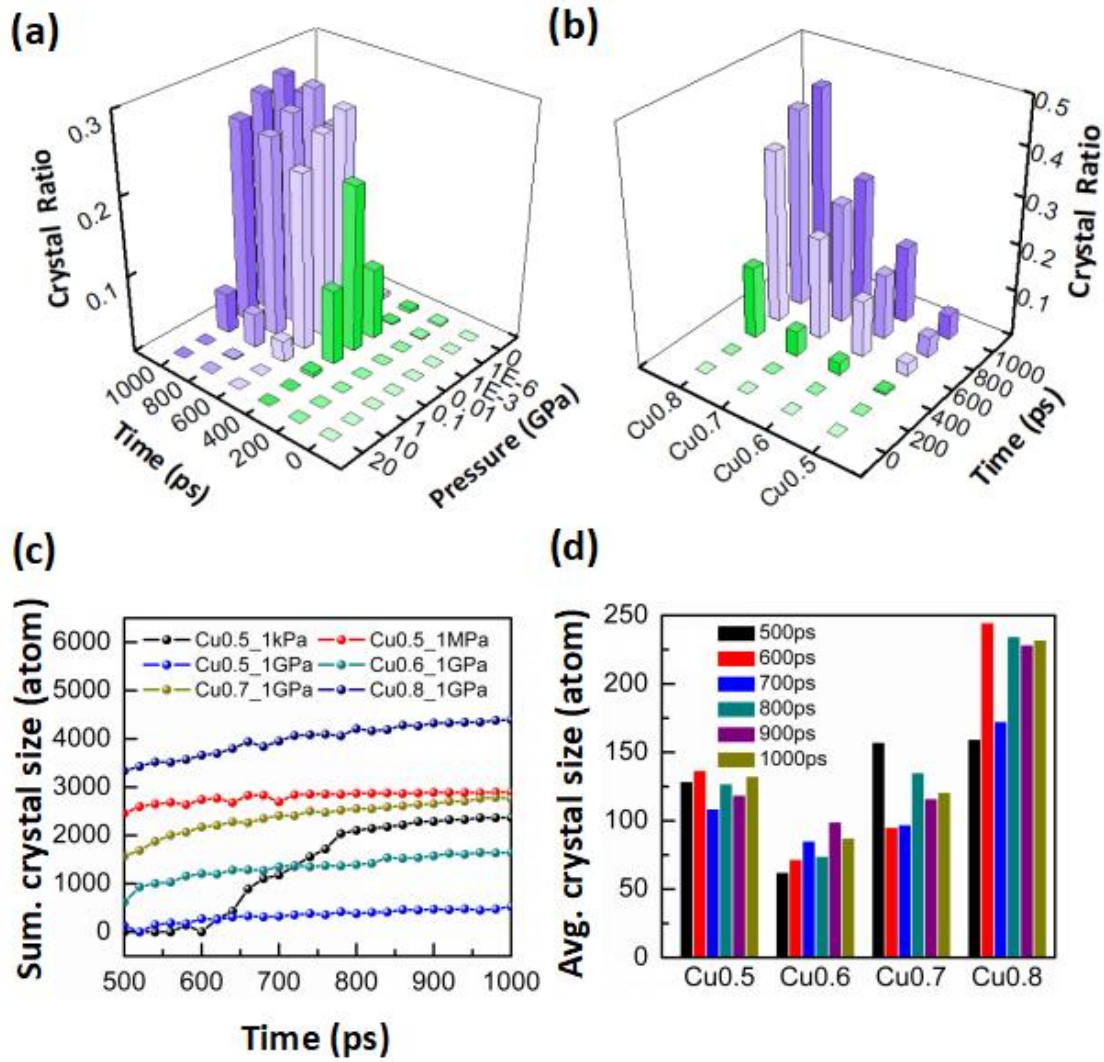 (a)
(b)
0.3
0.2
0.1
Crystal Ratio
1000
800
600
400
200
0
Time (ps)
0
1E-6
1E-3
0.01
0.1
1
10
20
Pressure (GPa)
0.5
0.4
0.3
0.2
0.1
Crystal Ratio
Cu0.8
Cu0.7
Cu0.6
Cu0.5
1000
800
600
400
200
0
Time (ps)
(c)
(d)
Sum. crystal size (atom)
6000
5000
4000
3000
2000
1000
0
Cu0.5_1kPa
Cu0.5_1MPa
Cu0.5_1GPa
Cu0.6_1GPa
Cu0.7_1GPa
Cu0.8_1GPa
500 600 700 800 900 1000
Time (ps)
Avg. crystal size (atom)
250
200
150
100
50
0
500ps
600ps
700ps
800ps
900ps
1000ps
Cu0.5 Cu0.6 Cu0.7 Cu0.8